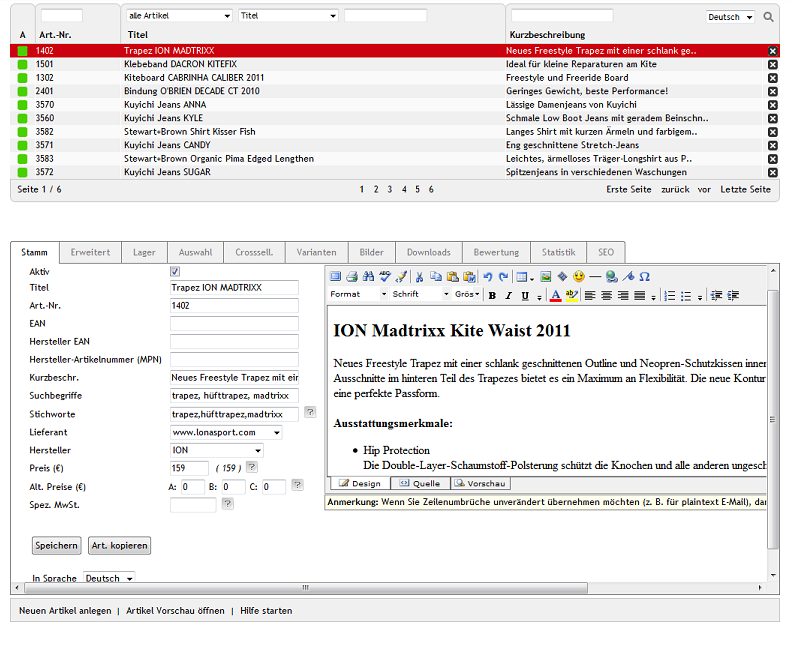 alle Artikel Titel Deutsch
A Art.-Nr. Titel Kurzbeschreibung
1402 Trapez ION MADTRIXX Neues Freestyle Trapez mit einer schlank ge..
1501 Klebeband DACRON KITEFIX Ideal für kleine Reparaturen am Kite
1302 Kiteboard CABRINHA CALIBER 2011 Freestyle und Freeride Board
2401 Bindung O'BRIEN DECADE CT 2010 Geringes Gewicht, beste Performance!
3570 Kuyichi Jeans ANNA Lässige Damenjeans von Kuyichi
3560 Kuyichi Jeans KYLE Schmale Low Boot Jeans mit geradem Beinschn..
3582 Stewart+Brown Shirt Kisser Fish Langes Shirt mit kurzen Ärmeln und farbigem..
3571 Kuyichi Jeans CANDY Eng geschnittene Stretch-Jeans
3583 Stewart+Brown Organic Pima Edged Lengthen Leichtes, ärmelloses Träger-Longshirt aus P..
3572 Kuyichi Jeans SUGAR Spitzenjeans in verschiedenen Waschungen
Seite 1 / 6 1 2 3 4 5 6 Erste Seite zurück vor Letzte Seite
Stamm Erweitert Lager Auswahl Crosssell. Varianten Bilder Downloads Bewertung Statistik SEO
Aktiv
Titel Trapez ION MADTRIXX
Art.-Nr. 1402
EAN
Hersteller EAN
Hersteller-Artikelnummer (MPN)
Kurzbeschr. Neues Freestyle Trapez mit ein
Suchbegriffe trapez, hüfttrapez, madtrixx
Stichworte trapez,hüfttrapez,madtrixx ?
Lieferant www.lonasport.com
Hersteller ION
Preis (€) 159 ( 159 ) ?
Alt. Preise (€) A: 0 B: 0 C: 0 ?
Spez. MwSt. ?
Speichern Art. kopieren
In Sprache Deutsch
Format Schrift Grös B I U A ab
ION Madtrixx Kite Waist 2011
Neues Freestyle Trapez mit einer schlank geschnittenen Outline und Neopren-Schutzkissen inner
Ausschnitte im hinteren Teil des Trapezes bietet es ein Maximum an Flexibilität. Die neue Kontur
eine perfekte Passform.
Ausstattungsmerkmale:
• Hip Protection
Die Double-Layer-Schaumstoff-Polsterung schützt die Knochen und alle anderen ungesch
Design Quelle Vorschau
Anmerkung: Wenn Sie Zeilenumbrüche unverändert übernehmen möchten (z. B. für plaintext E-Mail), dar
Neuen Artikel anlegen | Artikel Vorschau öffnen | Hilfe starten